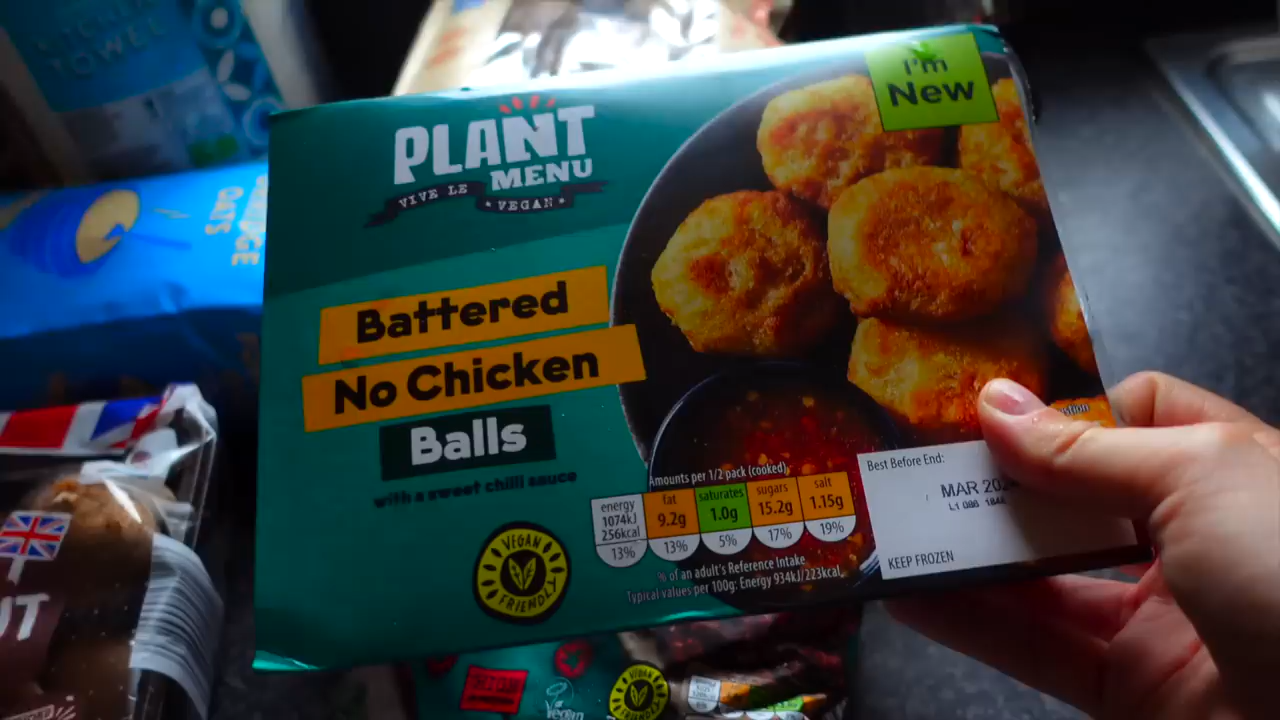 KITCHEN
TOWEL
OATS
I'm
New
PLANT
MENU
VIVE LE
VEGAN
Battered
No Chicken
Balls
with a sweet chilli sauce
VEGAN
FRIENDLY
Amounts per 1/2 pack (cooked)
energy
1074kJ
256kcal
13%
fat
9.2g
13%
saturates
1.0g
5%
sugars
15.2g
17%
salt
1.15g
19%
% of an adult's Reference Intake
Typical values per 100g: Energy 934kJ/223kcal
Best Before End:
MAR
KEEP FROZEN
VEGAN
FRIENDLY
Vegan